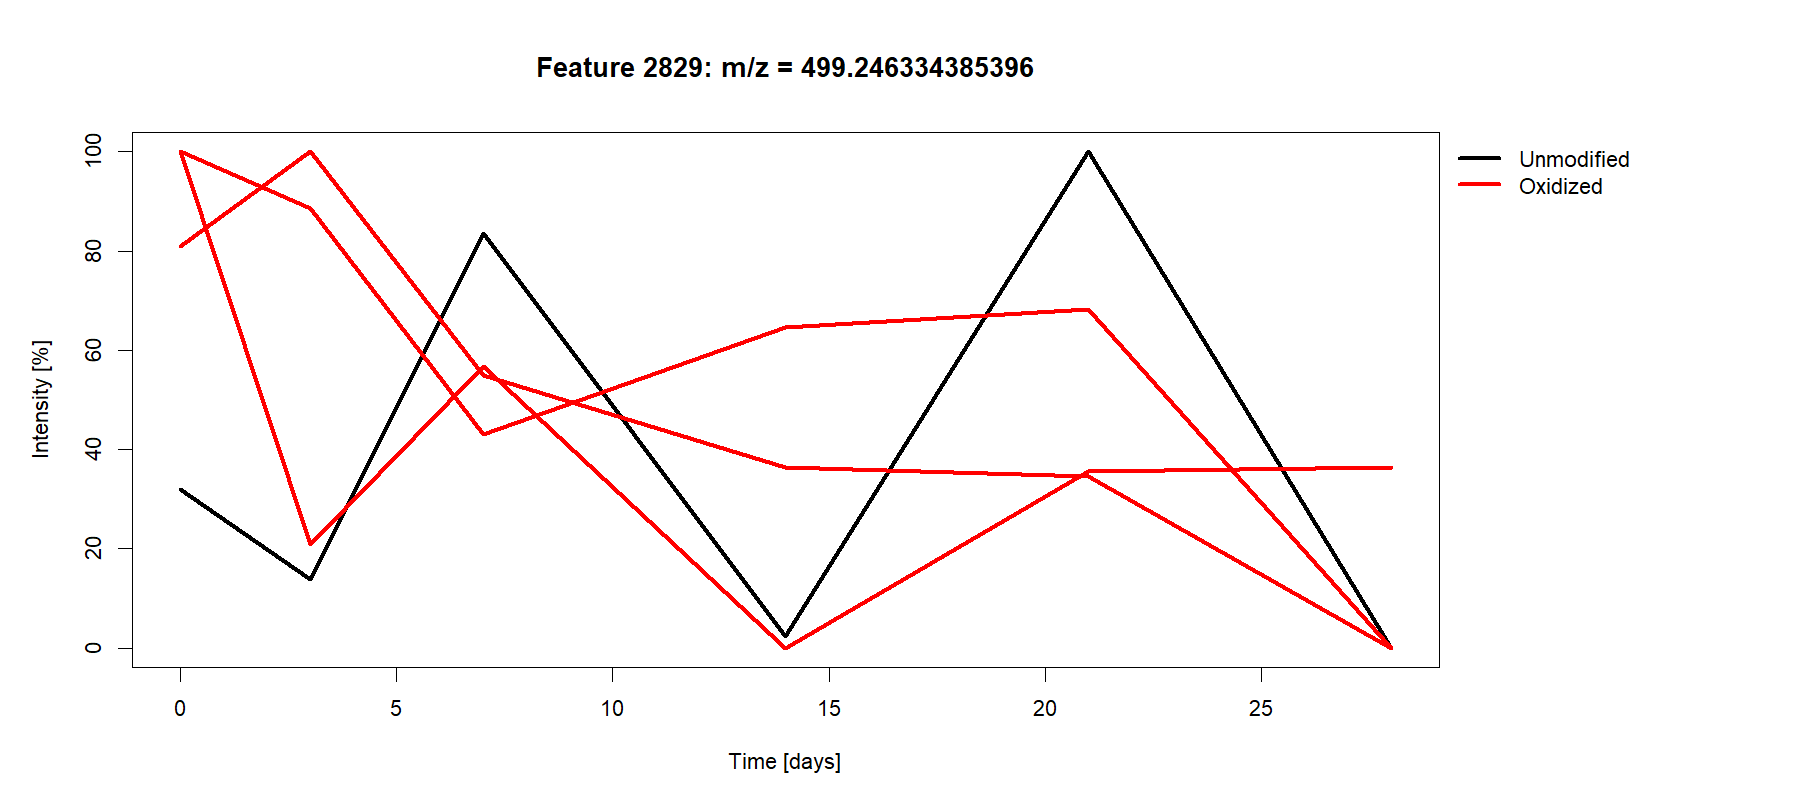 Feature 2829: m/z = 499.246334385396
Unmodified
Oxidized
Intensity [%]
100
80
60
40
20
0
0 5 10 15 20 25
Time [days]